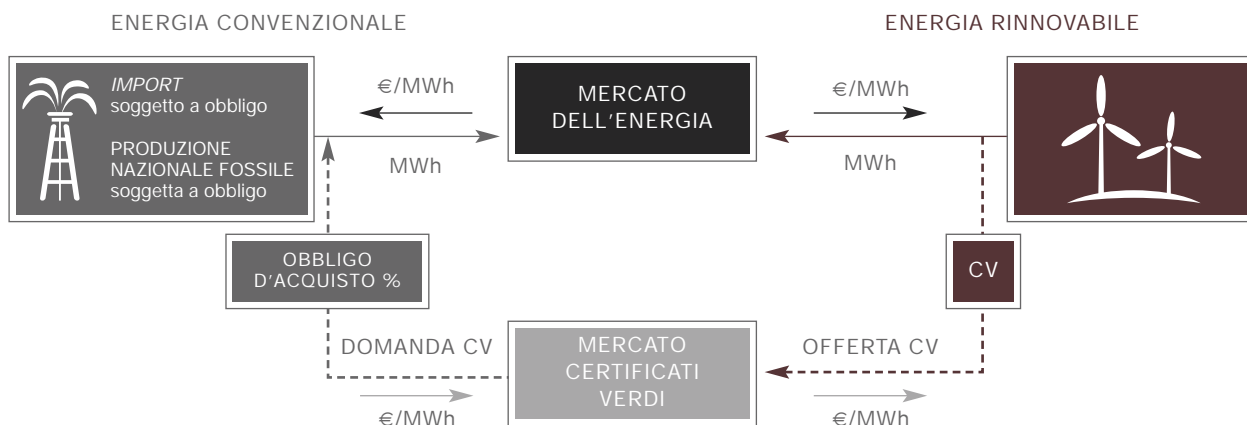 ENERGIA CONVENZIONALE
ENERGIA RINNOVABILE
IMPORT
soggetto a obbligo
PRODUZIONE
NAZIONALE FOSSILE
soggetta a obbligo
€/MWh
MWh
MERCATO
DELL'ENERGIA
€/MWh
MWh
OBBLIGO
D'ACQUISTO %
CV
DOMANDA CV
€/MWh
MERCATO
CERTIFICATI
VERDI
OFFERTA CV
€/MWh